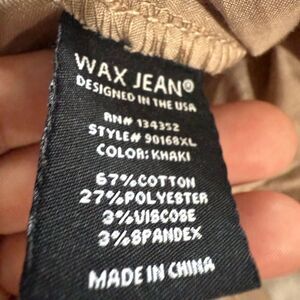 WAX JEAN®
DESIGNED IN THE USA
RN# 134352
STYLE# 90168XL
COLOR: KHAKI
67%COTTON
27%POLYESTER
3%VISCOSE
3%SPANDEX
MADE IN CHINA